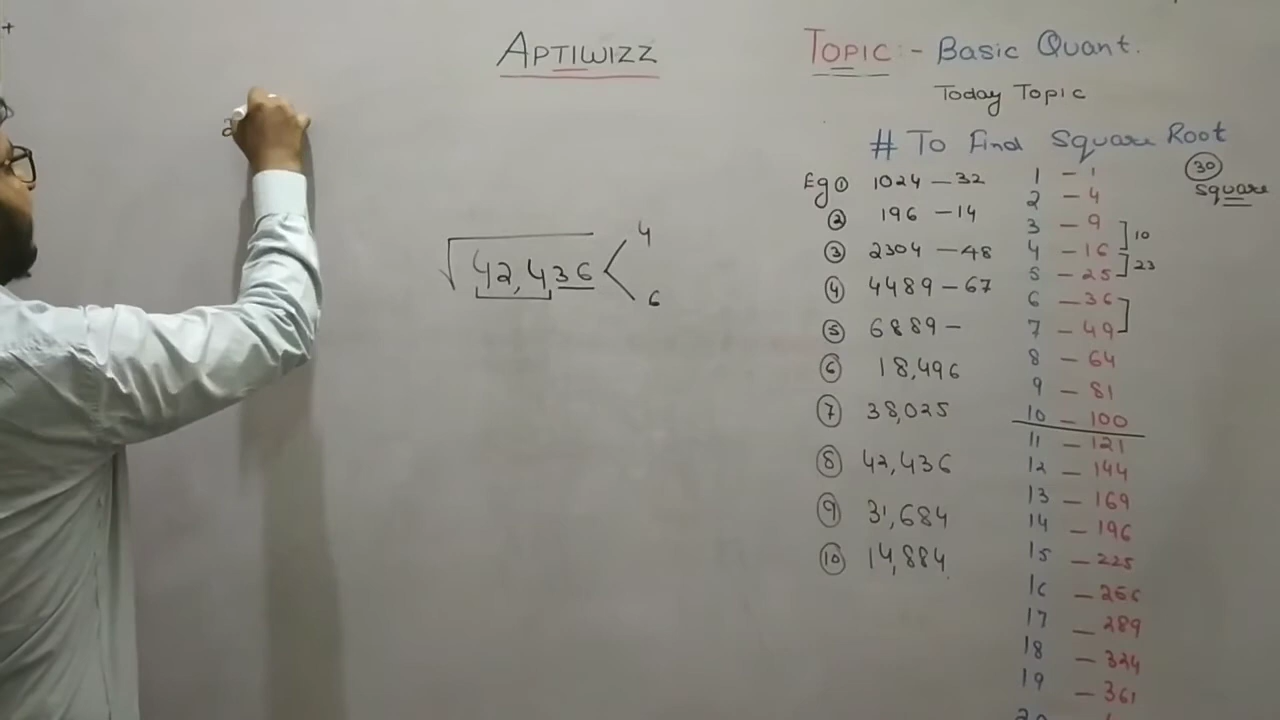 +
APTIWIZZ
TOPIC :- Basic Quant.
Today Topic
# To Find Square Root
30
square
Eg ① 1024 – 32
② 196 – 14
③ 2304 – 48
④ 4489 – 67
⑤ 6889 –
⑥ 18,496
⑦ 38,025
⑧ 42,436
⑨ 31,684
⑩ 14,884
1 – 1
2 – 4
3 – 9
4 – 16
5 – 25
6 – 36
7 – 49
8 – 64
9 – 81
10 – 100
11 – 121
12 – 144
13 – 169
14 – 196
15 – 225
16 – 256
17 – 289
18 – 324
19 – 361
20
10
23
√42,436 < 4
6
2